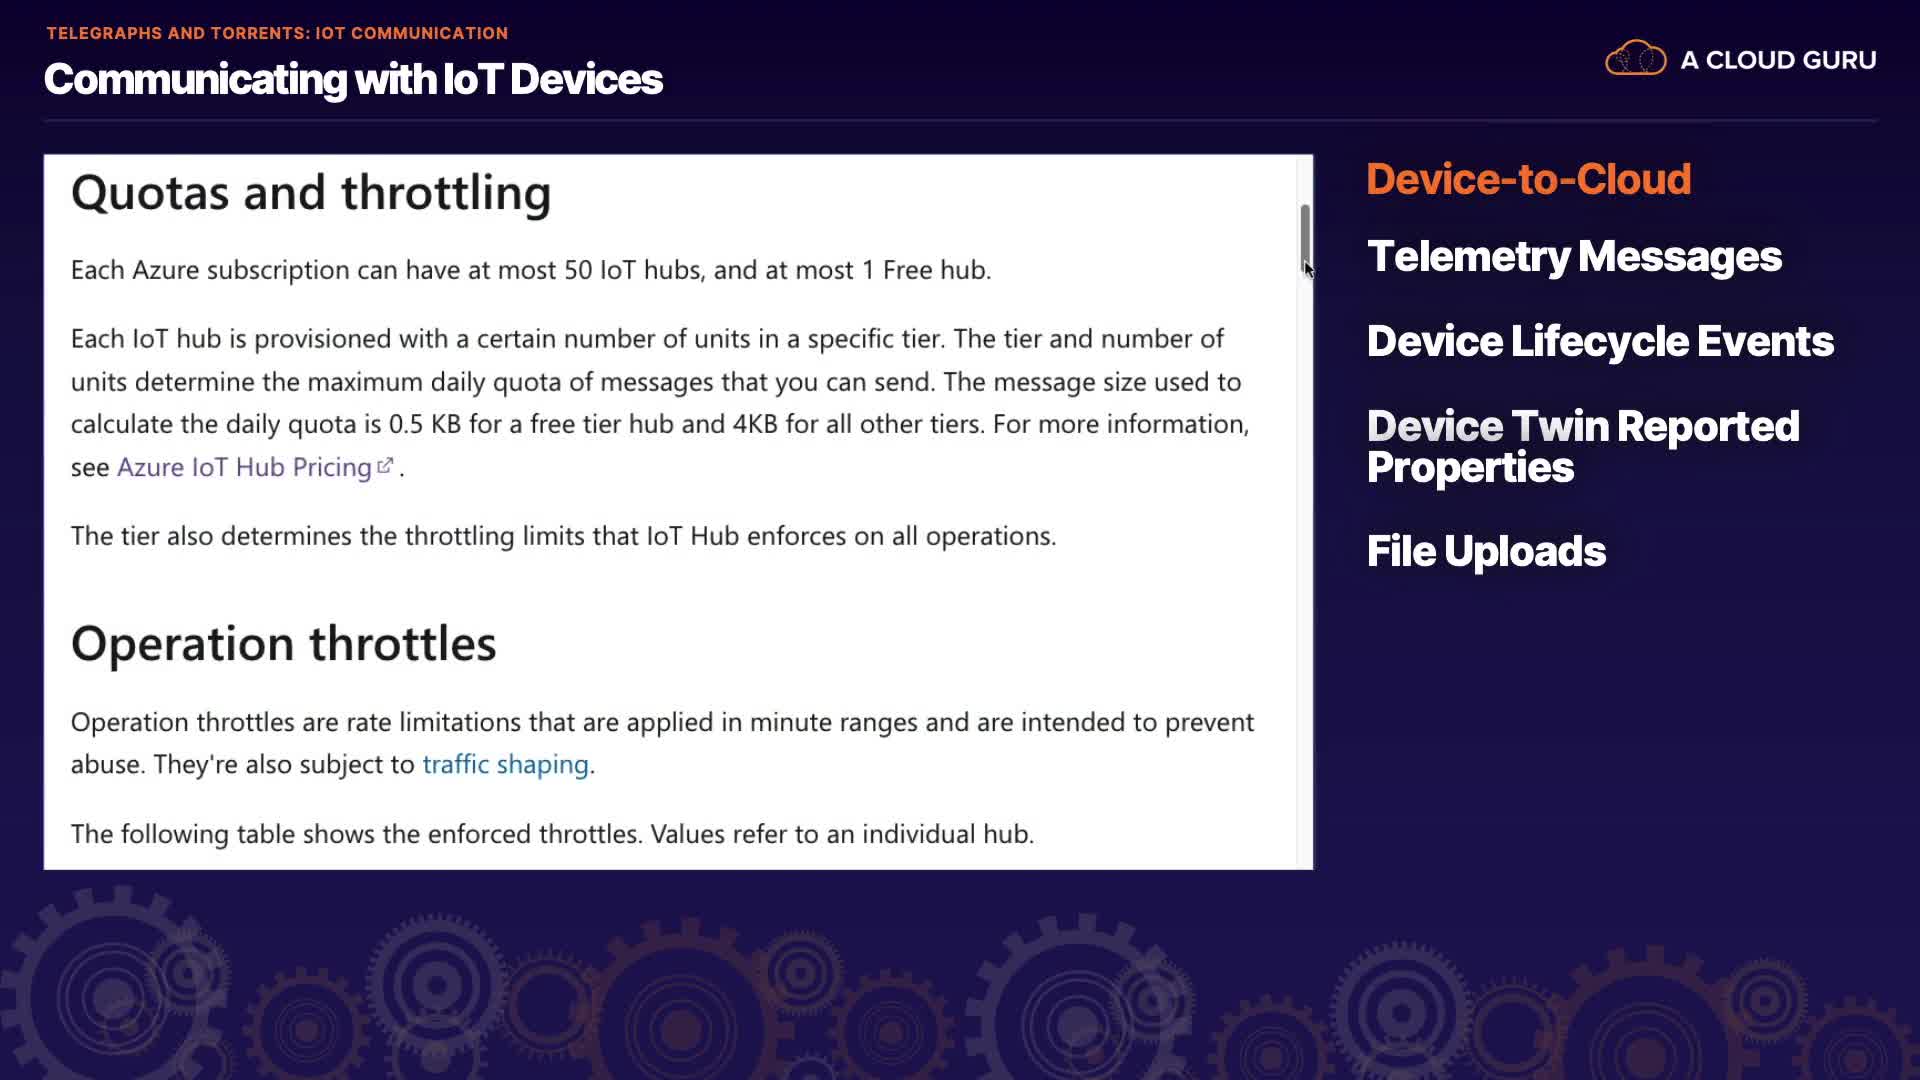 TELEGRAPHS AND TORRENTS: IOT COMMUNICATION
Communicating with IoT Devices
A CLOUD GURU
Quotas and throttling
Each Azure subscription can have at most 50 IoT hubs, and at most 1 Free hub.
Each IoT hub is provisioned with a certain number of units in a specific tier. The tier and number of
units determine the maximum daily quota of messages that you can send. The message size used to
calculate the daily quota is 0.5 KB for a free tier hub and 4KB for all other tiers. For more information,
see Azure IoT Hub Pricing .
The tier also determines the throttling limits that IoT Hub enforces on all operations.
Operation throttles
Operation throttles are rate limitations that are applied in minute ranges and are intended to prevent
abuse. They're also subject to traffic shaping.
The following table shows the enforced throttles. Values refer to an individual hub.
Device-to-Cloud
Telemetry Messages
Device Lifecycle Events
Device Twin Reported
Properties
File Uploads